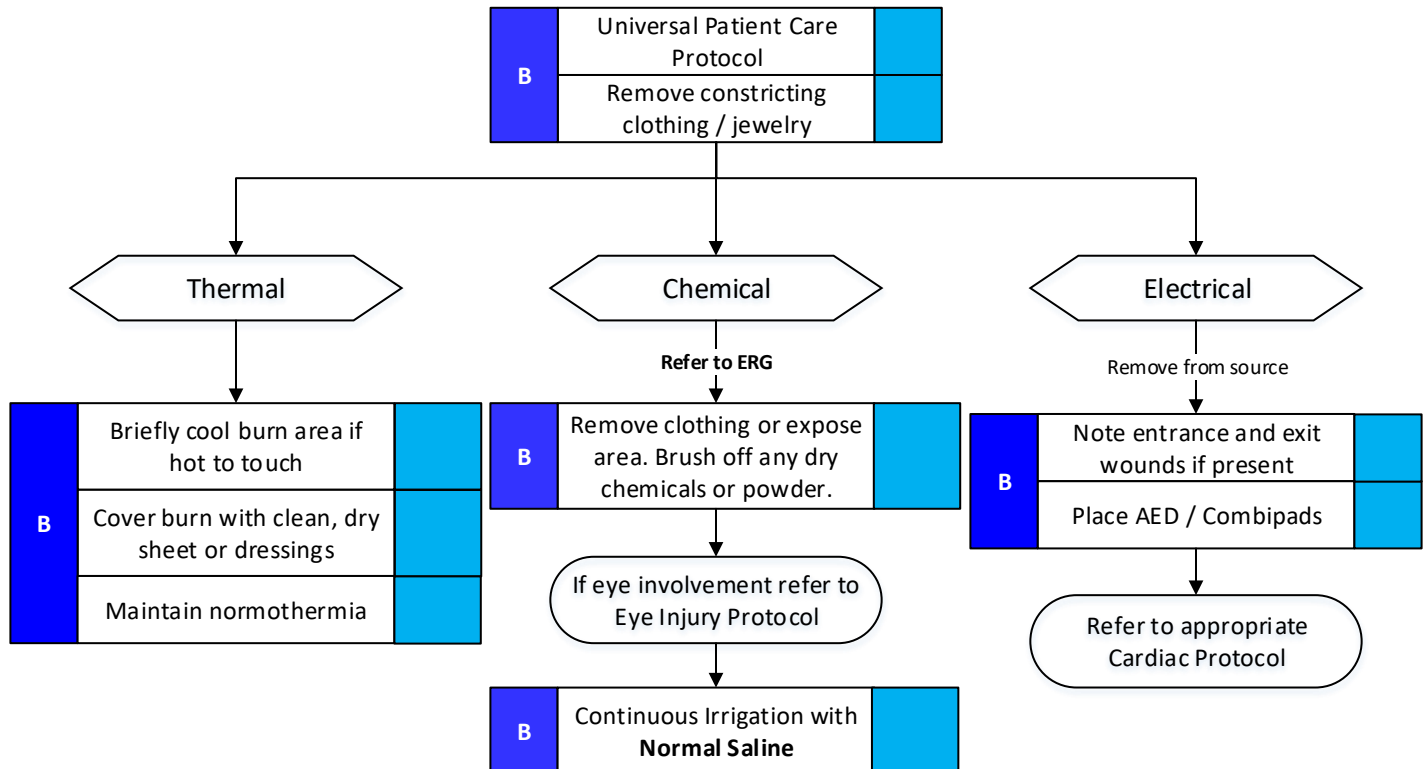 Universal Patient Care
Protocol
B
Remove constricting
clothing / jewelry
Thermal
Chemical
Electrical
Refer to ERG
Remove from source
B
Briefly cool burn area if
hot to touch
Cover burn with clean, dry
sheet or dressings
Maintain normothermia
B
Remove clothing or expose
area. Brush off any dry
chemicals or powder.
If eye involvement refer to
Eye Injury Protocol
B
Continuous Irrigation with
Normal Saline
B
Note entrance and exit
wounds if present
Place AED / Combipads
Refer to appropriate
Cardiac Protocol